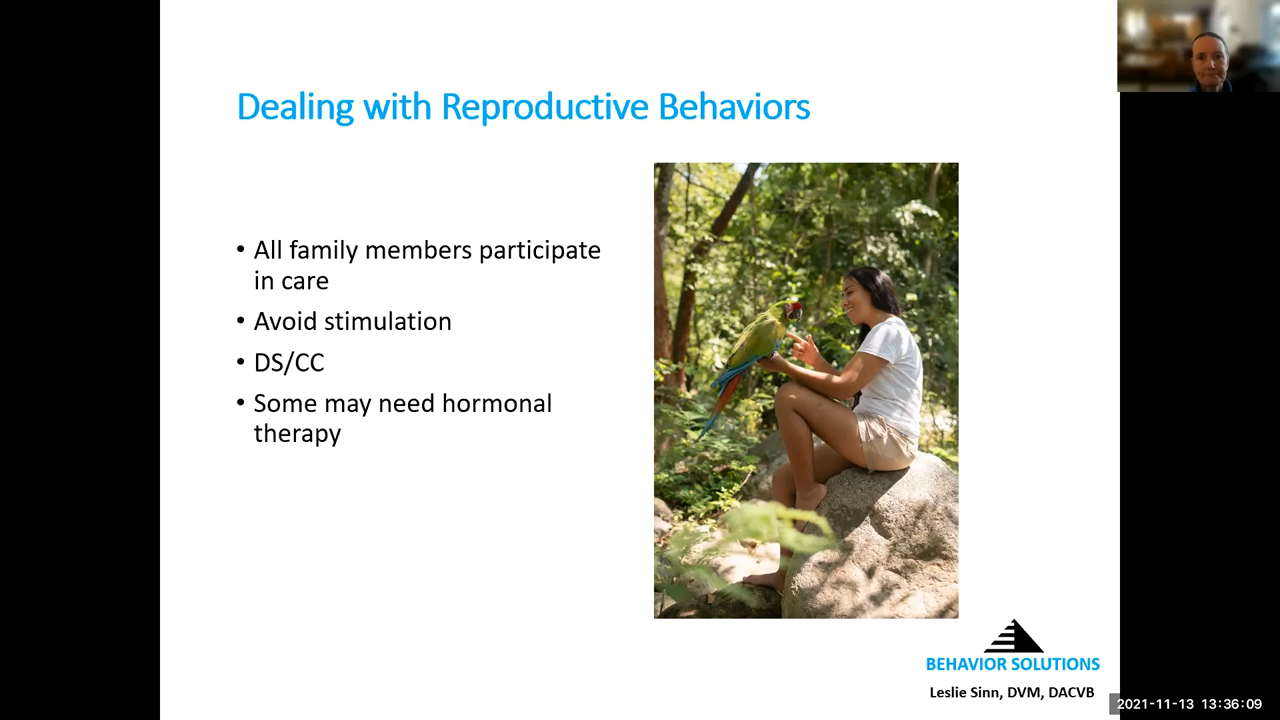 Dealing with Reproductive Behaviors
• All family members participate
in care
• Avoid stimulation
• DS/CC
• Some may need hormonal
therapy
BEHAVIOR SOLUTIONS
Leslie Sinn, DVM, DACVB
2021-11-13 13:36:09